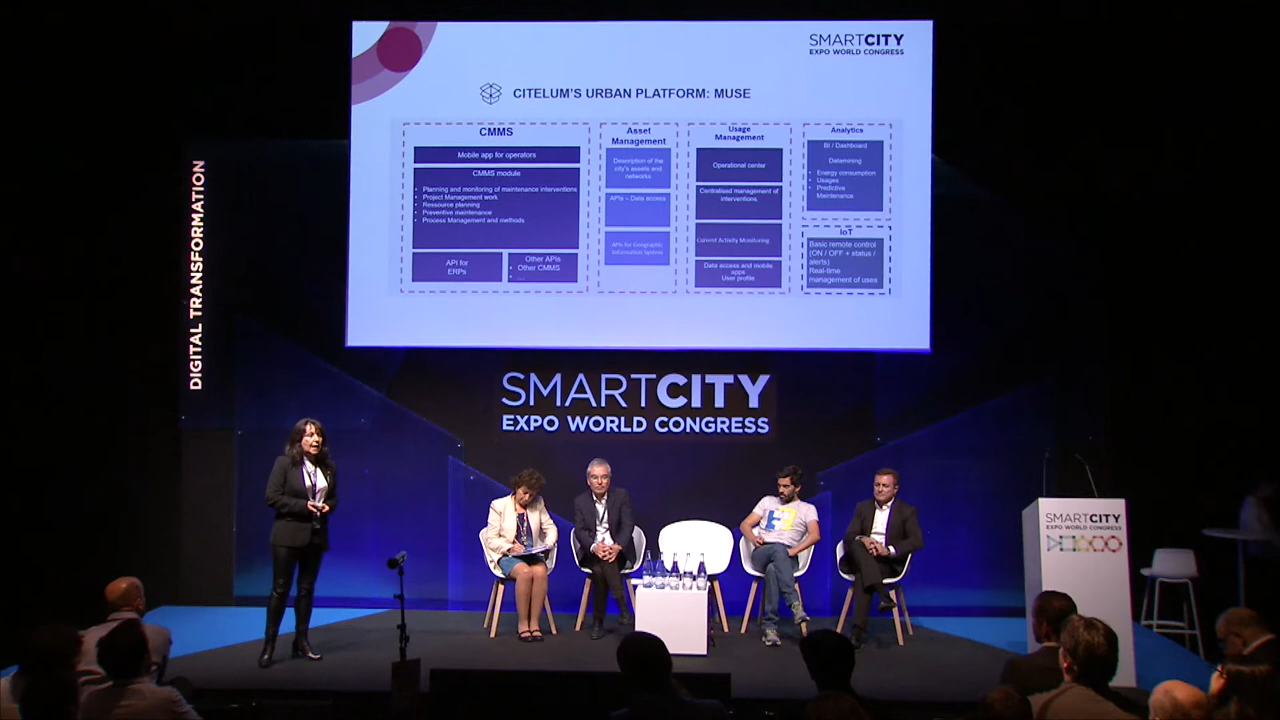 SMARTCITY
EXPO WORLD CONGRESS
CITELUM'S URBAN PLATFORM: MUSE
CMMS
Mobile app for operators
CMMS module
• Planning and monitoring of maintenance interventions
• Project Management work
• Ressource planning
• Preventive maintenance
• Process Management and methods
API for
ERPs
Other APIs
• Other CMMS
• ....
Asset
Management
Description of the
city's assets and
networks
APIs – Data access
APIs for Geographic
Information System
Usage
Management
Operational center
Centralised management of
interventions.
Current Activity Monitoring
Data access and mobile
apps
User profile
Analytics
BI / Dashboard
Datamining
• Energy consumption
• Usages
• Predictive
Maintenance
IoT
Basic remote control
(ON / OFF + status /
alerts)
Real-time
management of uses
DIGITAL TRANSFORMATION
SMARTCITY
EXPO WORLD CONGRESS
SMARTCITY
EXPO WORLD CONGRESS